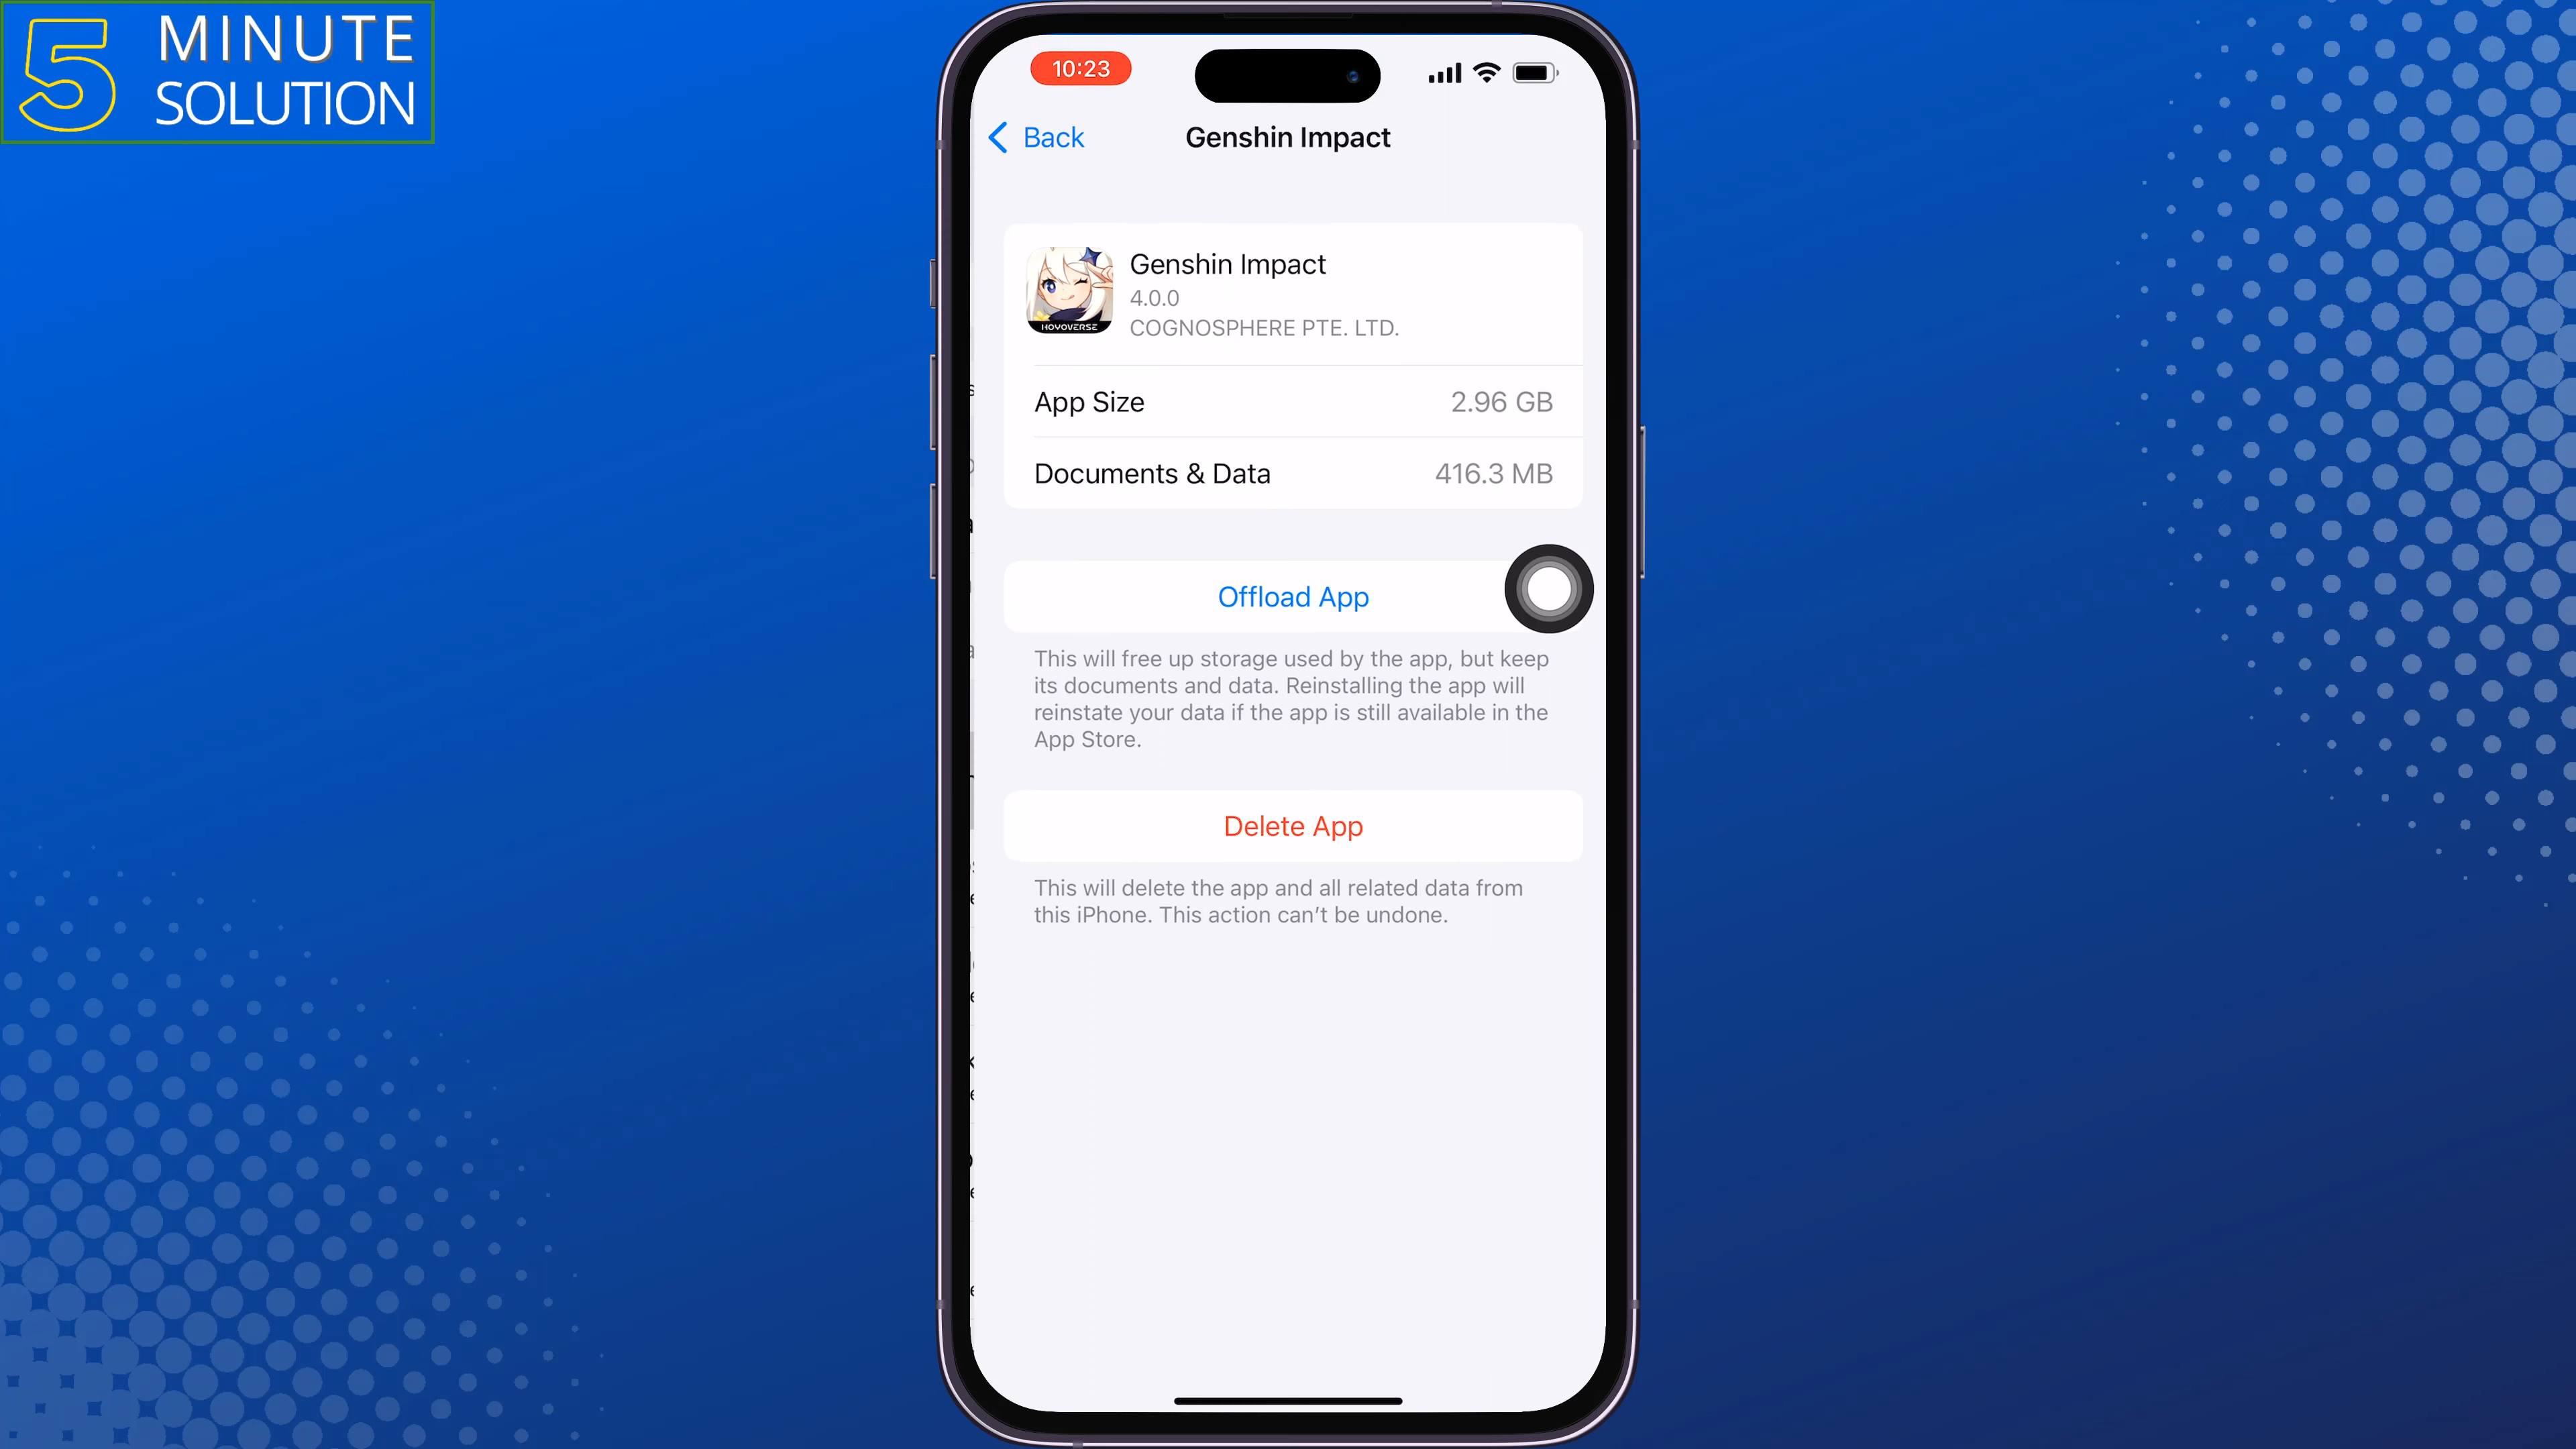 5 MINUTE
SOLUTION
10:23
Back
Genshin Impact
HOYOVERSE
Genshin Impact
4.0.0
COGNOSPHERE PTE. LTD.
App Size 2.96 GB
Documents & Data 416.3 MB
Offload App
This will free up storage used by the app, but keep
its documents and data. Reinstalling the app will
reinstate your data if the app is still available in the
App Store.
Delete App
This will delete the app and all related data from
this iPhone. This action can't be undone.